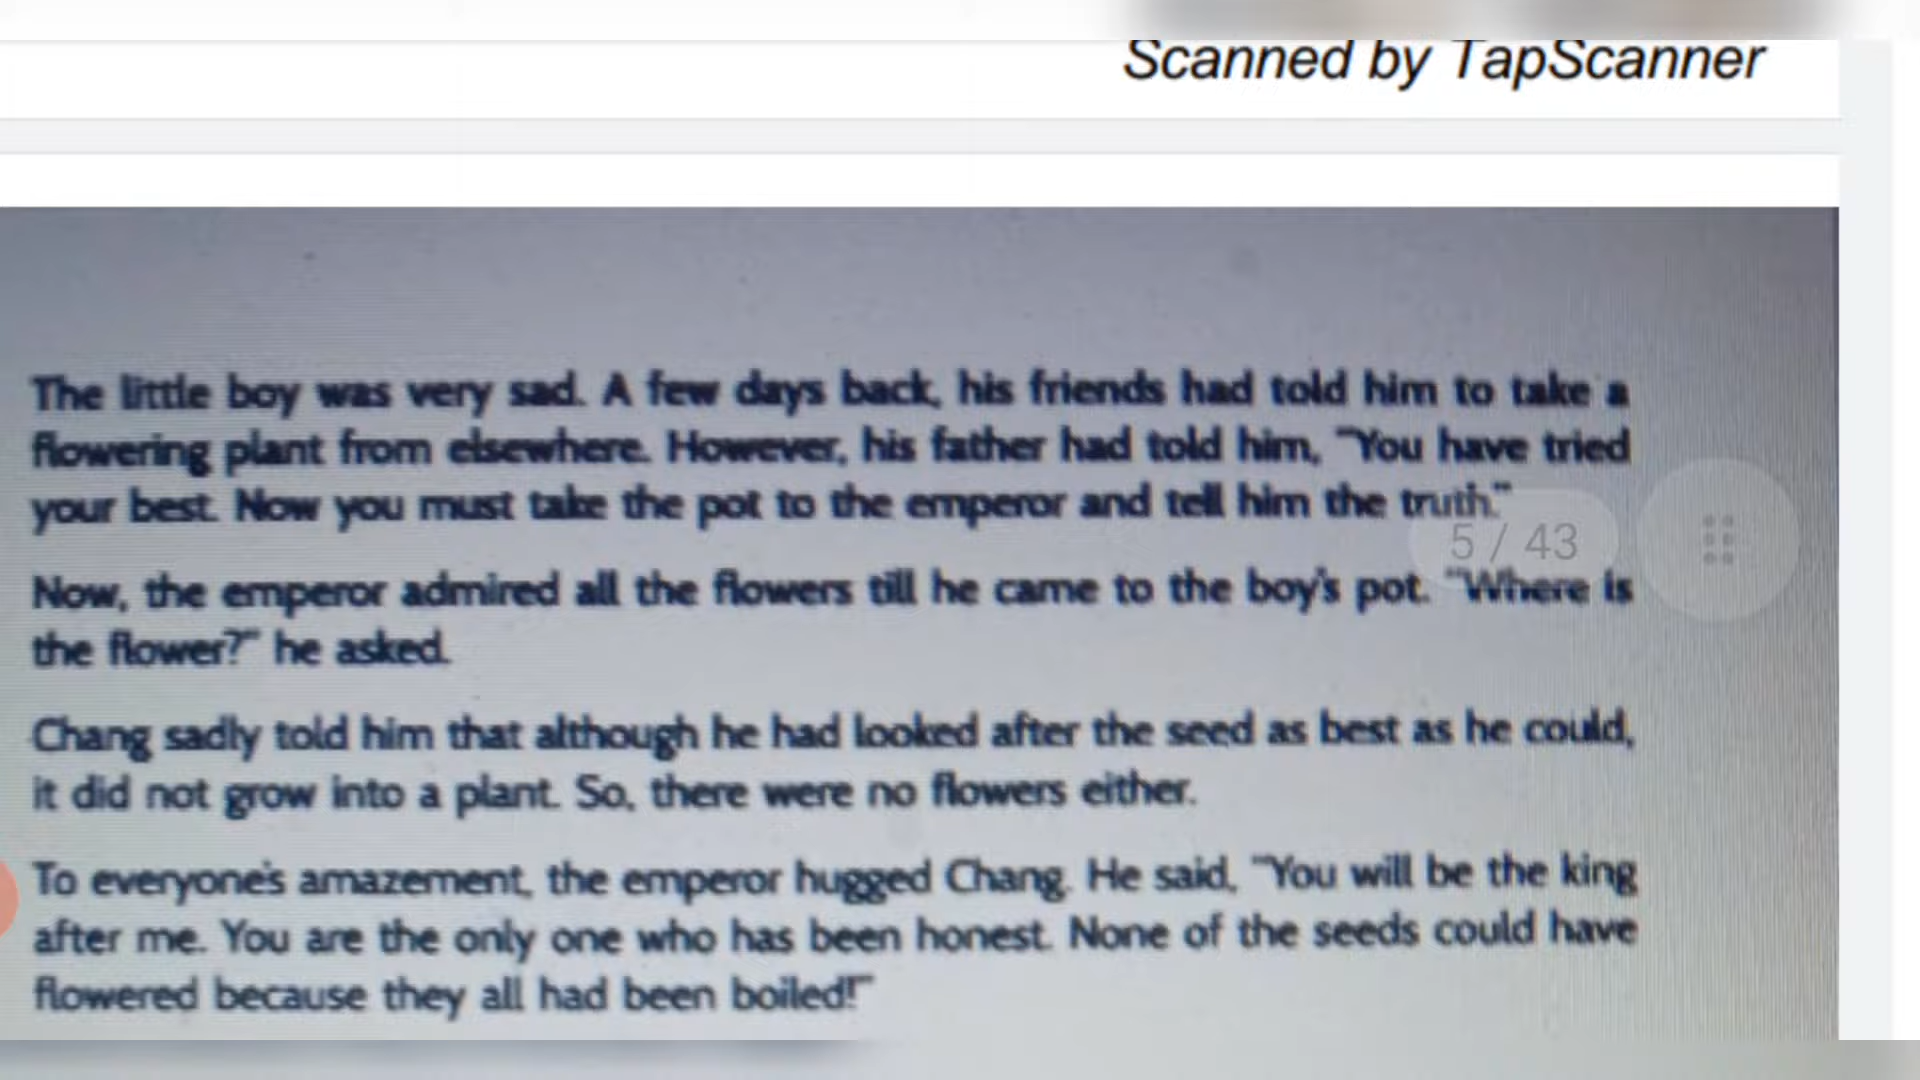 Scanned by TapScanner
The little boy was very sad. A few days back, his friends had told him to take a
flowering plant from elsewhere. However, his father had told him, "You have tried
your best. Now you must take the pot to the emperor and tell him the truth."
5 / 43
Now, the emperor admired all the flowers till he came to the boy's pot. "Where is
the flower?" he asked.
Chang sadly told him that although he had looked after the seed as best as he could,
it did not grow into a plant. So, there were no flowers either.
To everyone's amazement, the emperor hugged Chang. He said, "You will be the king
after me. You are the only one who has been honest. None of the seeds could have
flowered because they all had been boiled!"